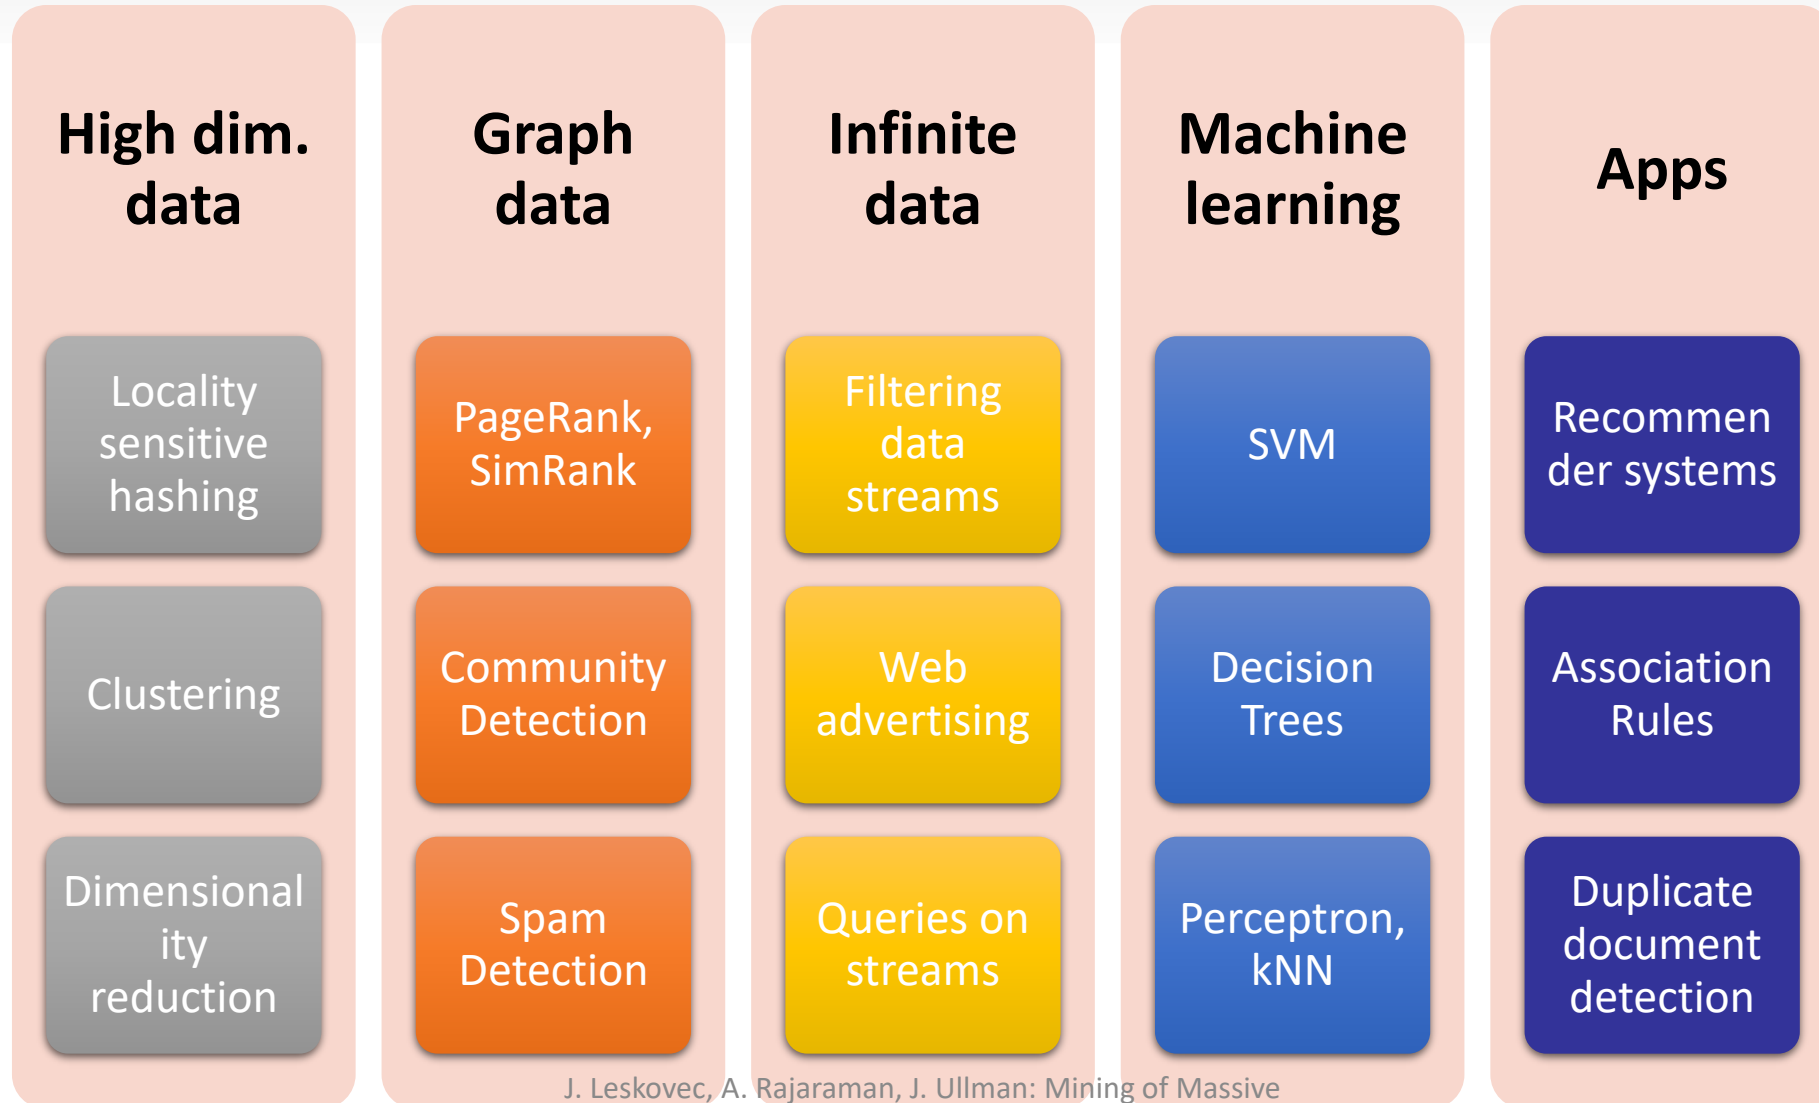 High dim.
data
Locality
sensitive
hashing
Clustering
Dimensional
ity
reduction
Graph
data
PageRank,
SimRank
Community
Detection
Spam
Detection
Infinite
data
Filtering
data
streams
Web
advertising
Queries on
streams
Machine
learning
SVM
Decision
Trees
Perceptron,
kNN
Apps
Recommen
der systems
Association
Rules
Duplicate
document
detection
J. Leskovec, A. Rajaraman, J. Ullman: Mining of Massive